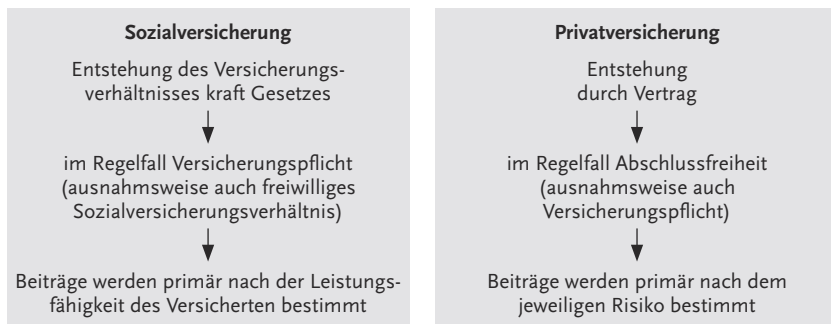 Sozialversicherung
Entstehung des Versicherungs-
verhältnisses kraft Gesetzes
im Regelfall Versicherungspflicht
(ausnahmsweise auch freiwilliges
Sozialversicherungsverhältnis)
Beiträge werden primär nach der Leistungs-
fähigkeit des Versicherten bestimmt
Privatversicherung
Entstehung
durch Vertrag
im Regelfall Abschlussfreiheit
(ausnahmsweise auch
Versicherungspflicht)
Beiträge werden primär nach dem
jeweiligen Risiko bestimmt